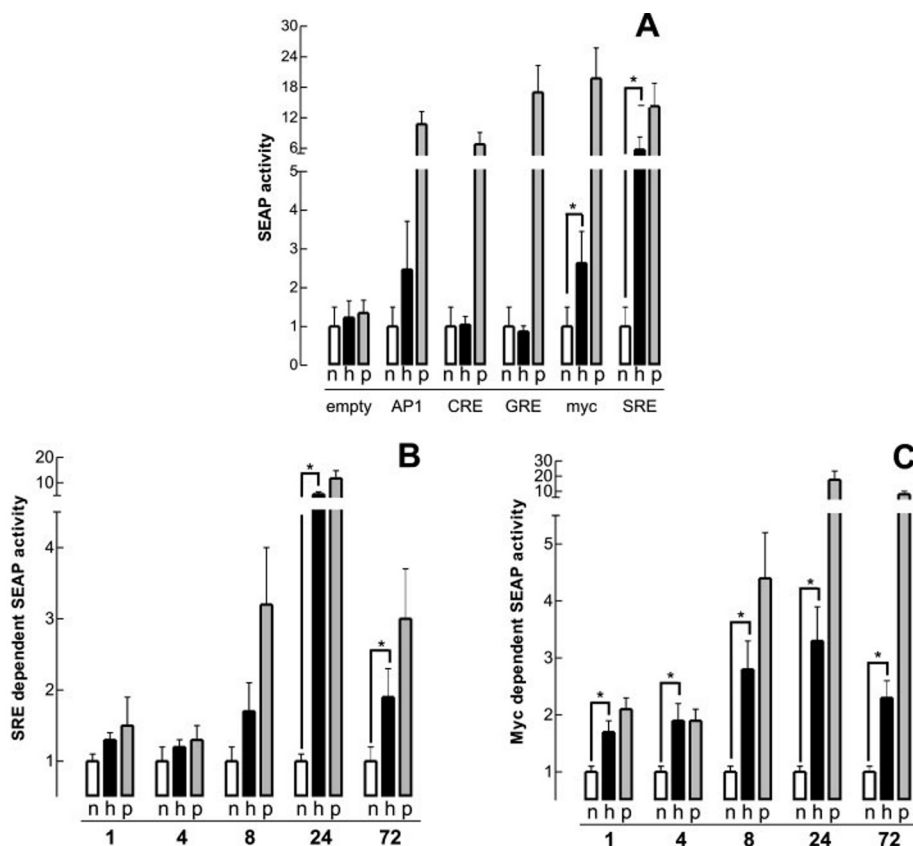 A
SEAP activity
30
24
18
12
6
5
4
3
2
1
0
*
*
n h p n h p n h p n h p n h p n h p
empty AP1 CRE GRE myc SRE
B
SRE dependent SEAP activity
20
10
4
3
2
1
*
*
n h p n h p n h p n h p n h p
1 4 8 24 72
C
Myc dependent SEAP activity
30
20
10
5
4
3
2
1
*
*
*
*
*
n h p n h p n h p n h p n h p
1 4 8 24 72